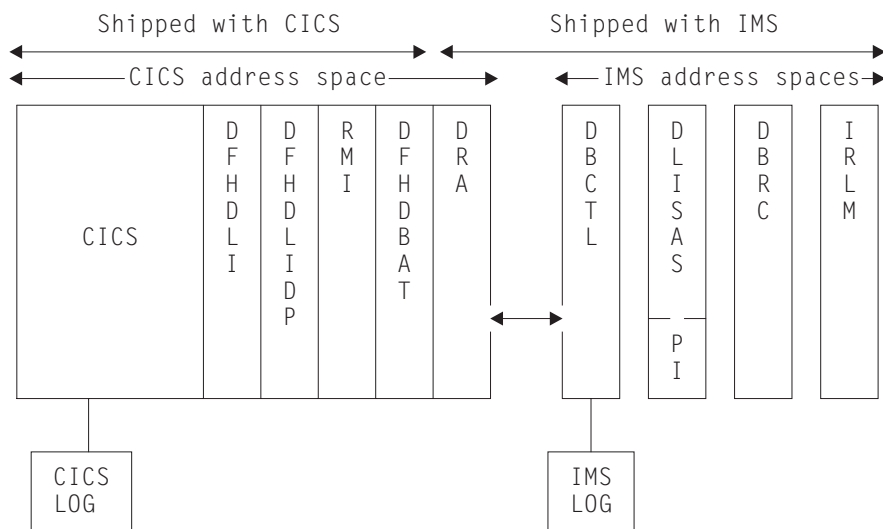 Shipped with CICS Shipped with IMS
CICS address space IMS address spaces
CICS
DFHDLI
DFHDLIDP
RMI
DFHDBAT
DRA
DBCTL
DLISAS
PI
DBRC
IRLM
CICS
LOG
IMS
LOG